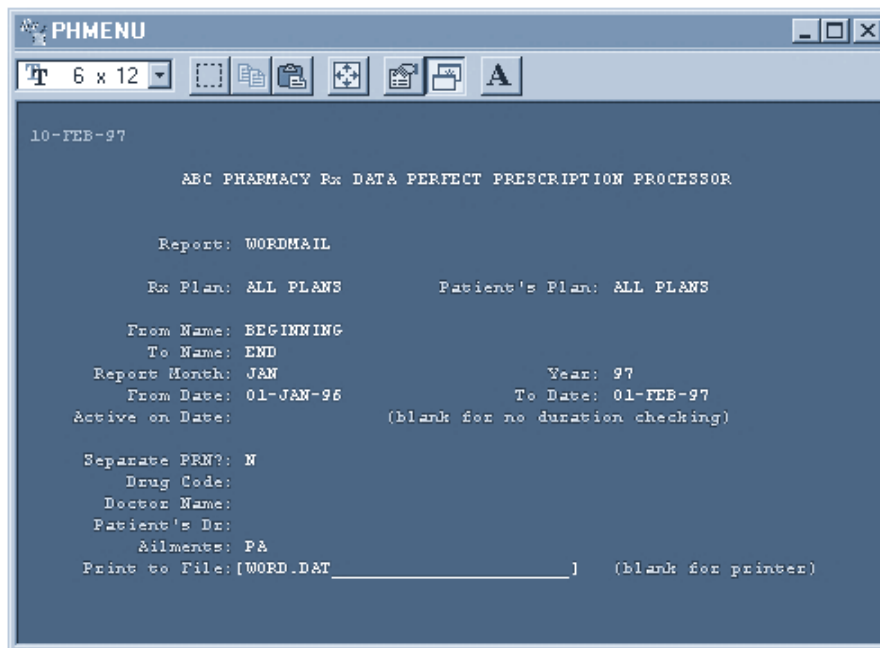 PHMENU
6 x 12
A
10-FEB-97
ABC PHARMACY Rx DATA PERFECT PRESCRIPTION PROCESSOR
Report: WORDMAIL
Rx Plan: ALL PLANS Patient's Plan: ALL PLANS
From Name: BEGINNING
To Name: END
Report Month: JAN Year: 97
From Date: 01-JAN-96 To Date: 01-FEB-97
Active on Date: (blank for no duration checking)
Separate PRN?: N
Drug Code:
Doctor Name:
Patient's Dr:
Ailments: PA
Print to File:[WORD.DAT______________________] (blank for printer)